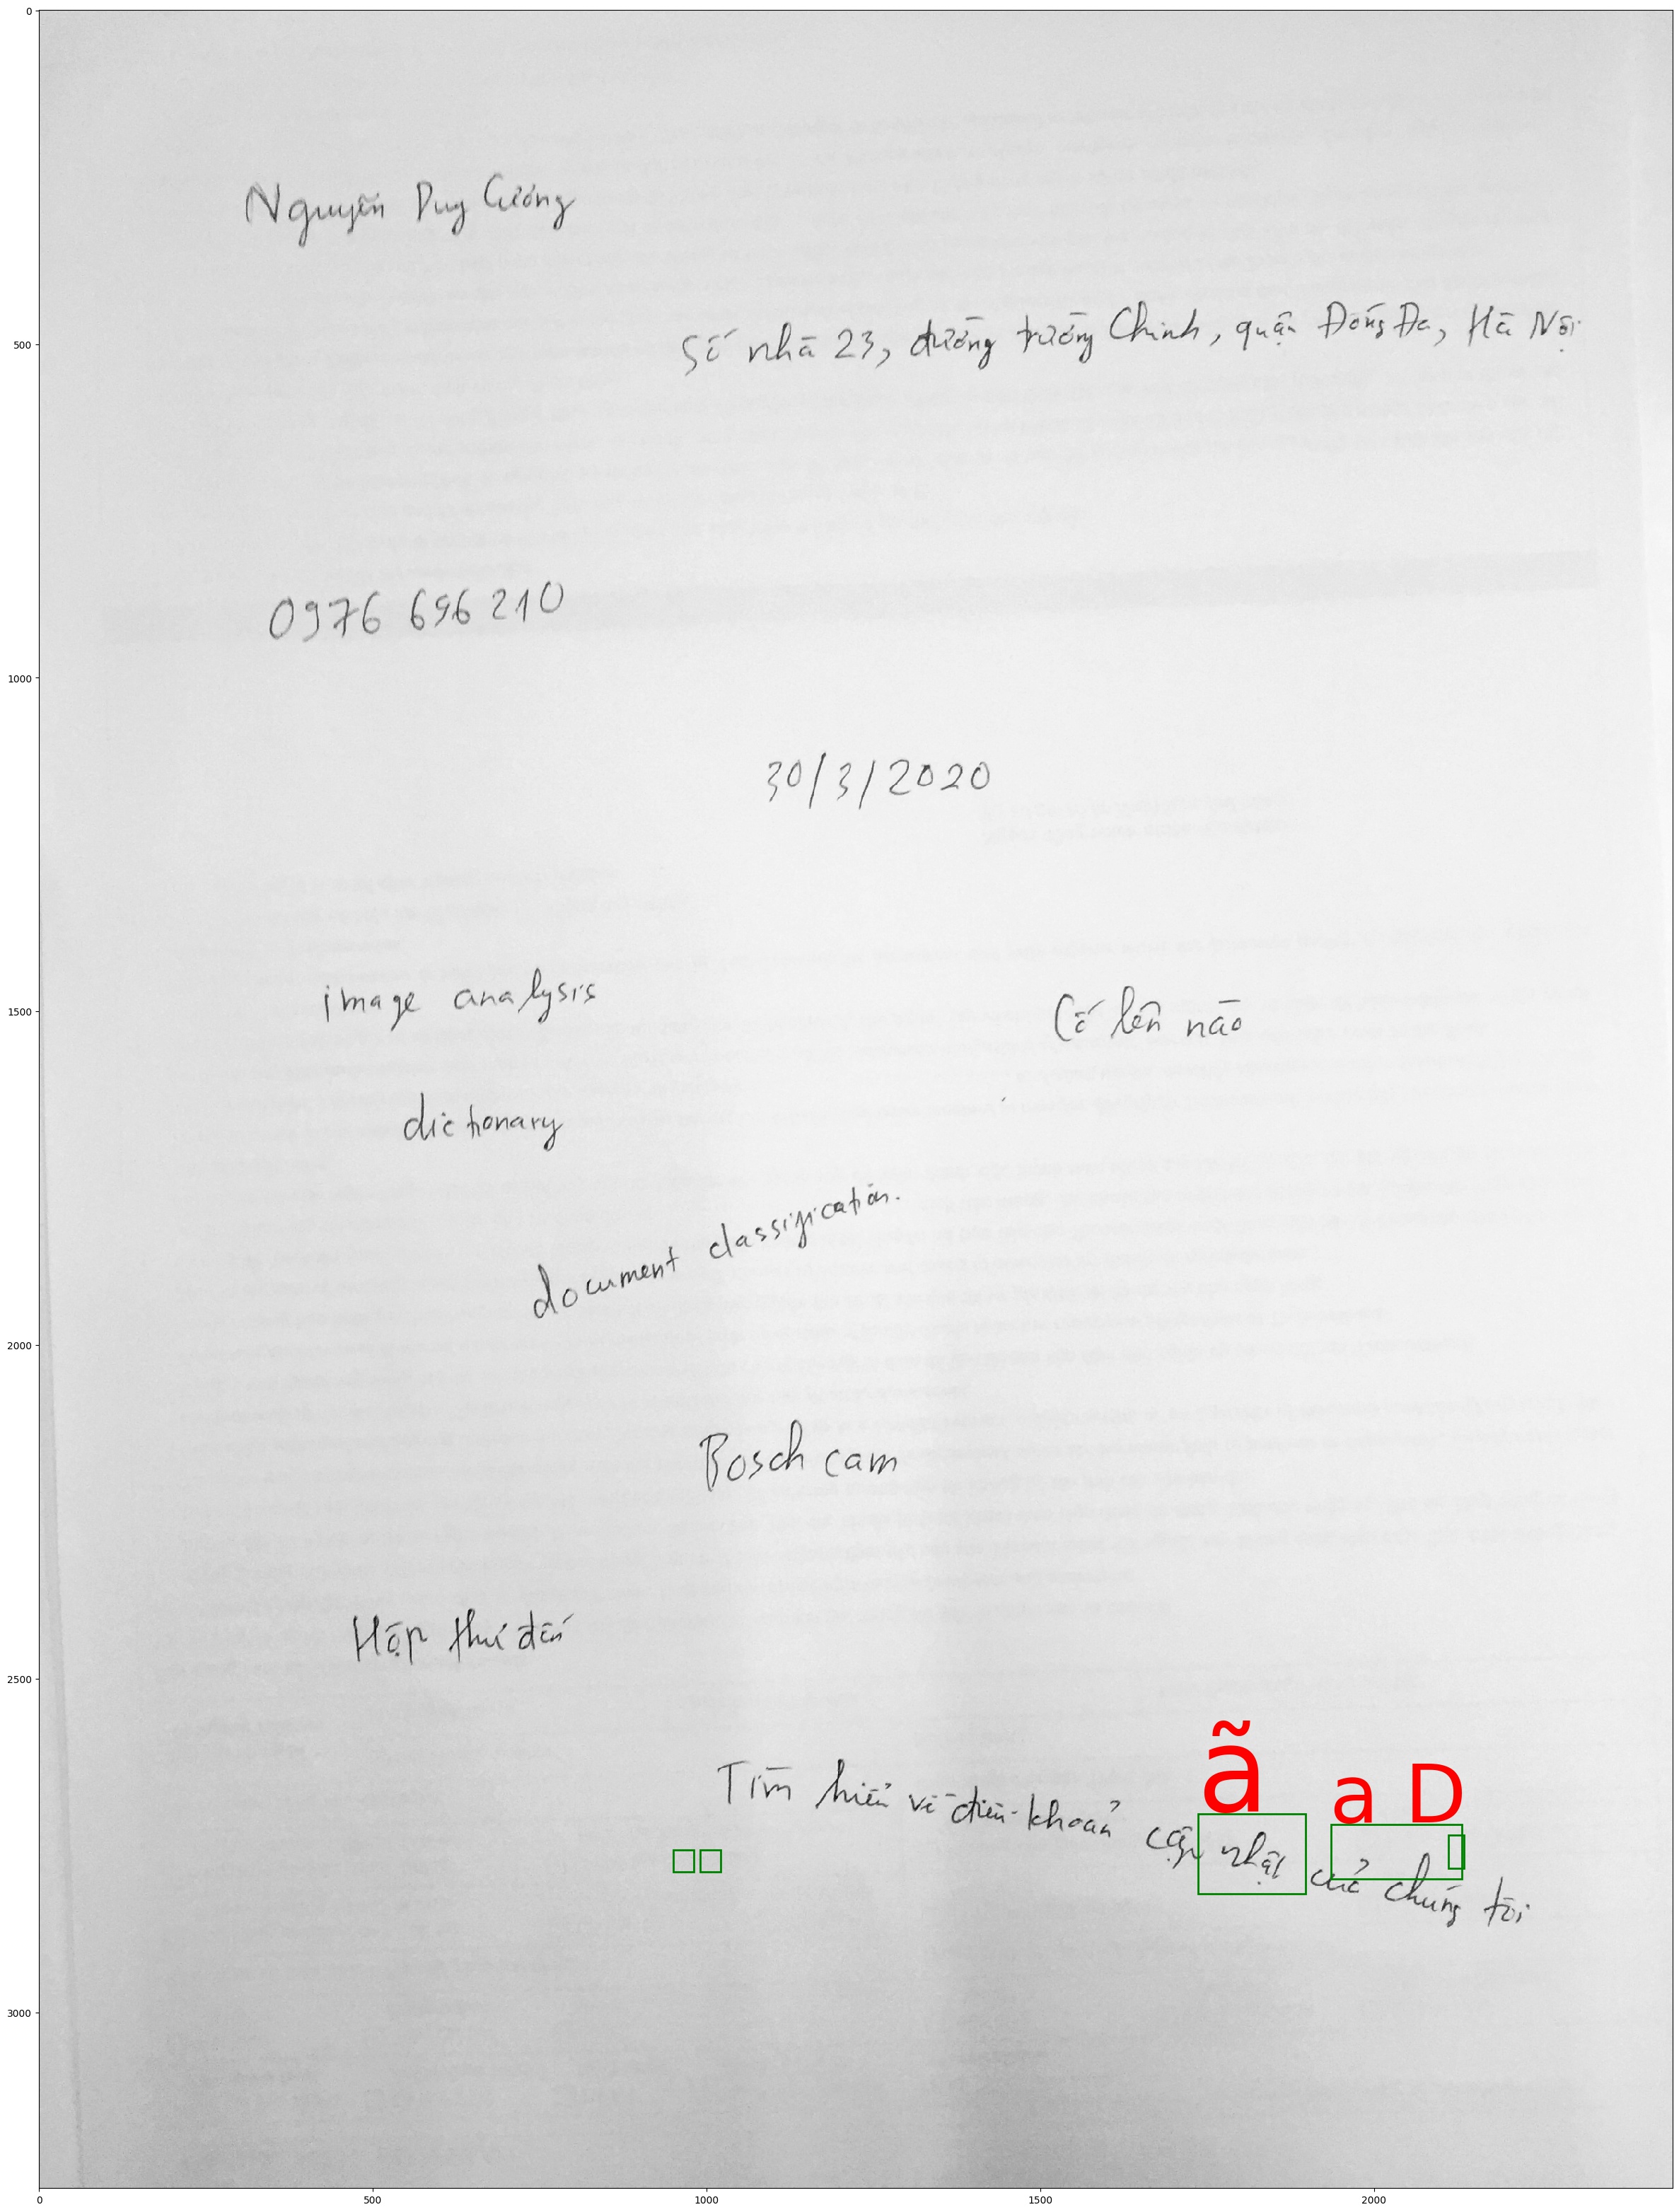 0
Nguyễn Duy Cường
500
Số nhà 23, đường trường Chinh, quận Đống Đa, Hà Nội
0976 210
1000
30/3/2020
image analysis
1500
Cố lên nào
dictionary
document classification.
2000
Bosch cam
Hộp thư đến
2500
ã a D
Tìm hiểu về điều khoản cập nhật của chúng tôi
3000
0 500 1000 1500 2000